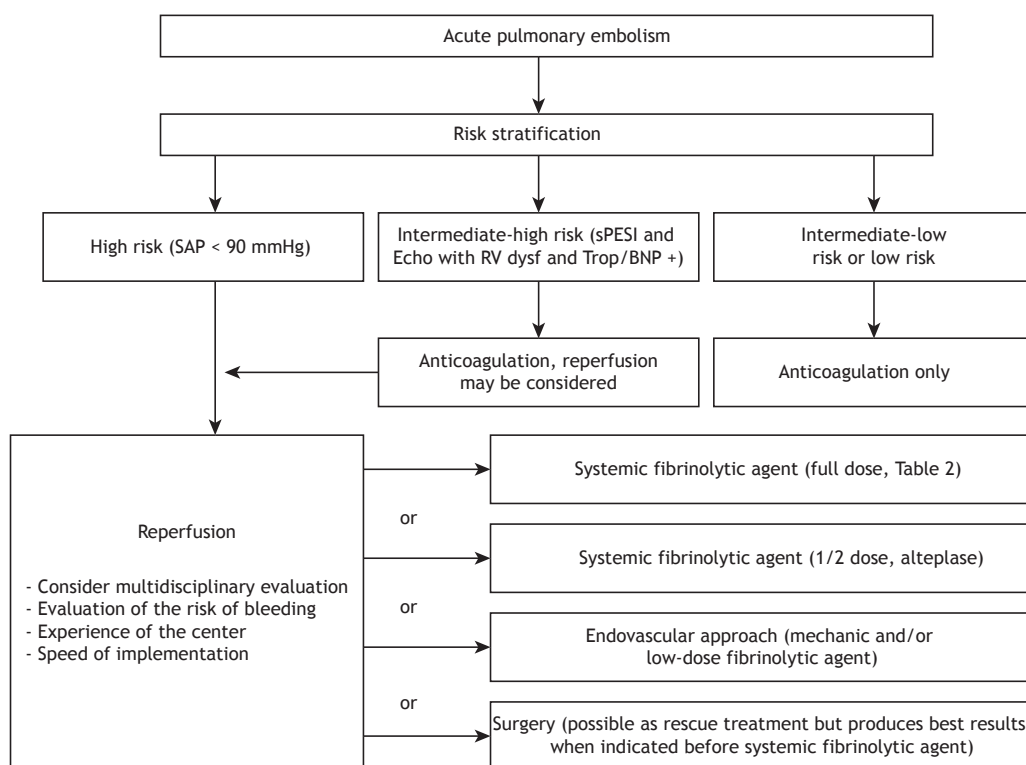 Acute pulmonary embolism
Risk stratification
High risk (SAP < 90 mmHg)
Intermediate-high risk (sPESI and
Echo with RV dysf and Trop/BNP +)
Intermediate-low
risk or low risk
Anticoagulation, reperfusion
may be considered
Anticoagulation only
Reperfusion
- Consider multidisciplinary evaluation
- Evaluation of the risk of bleeding
- Experience of the center
- Speed of implementation
Systemic fibrinolytic agent (full dose, Table 2)
or
Systemic fibrinolytic agent (1/2 dose, alteplase)
or
Endovascular approach (mechanic and/or
low-dose fibrinolytic agent)
or
Surgery (possible as rescue treatment but produces best results
when indicated before systemic fibrinolytic agent)